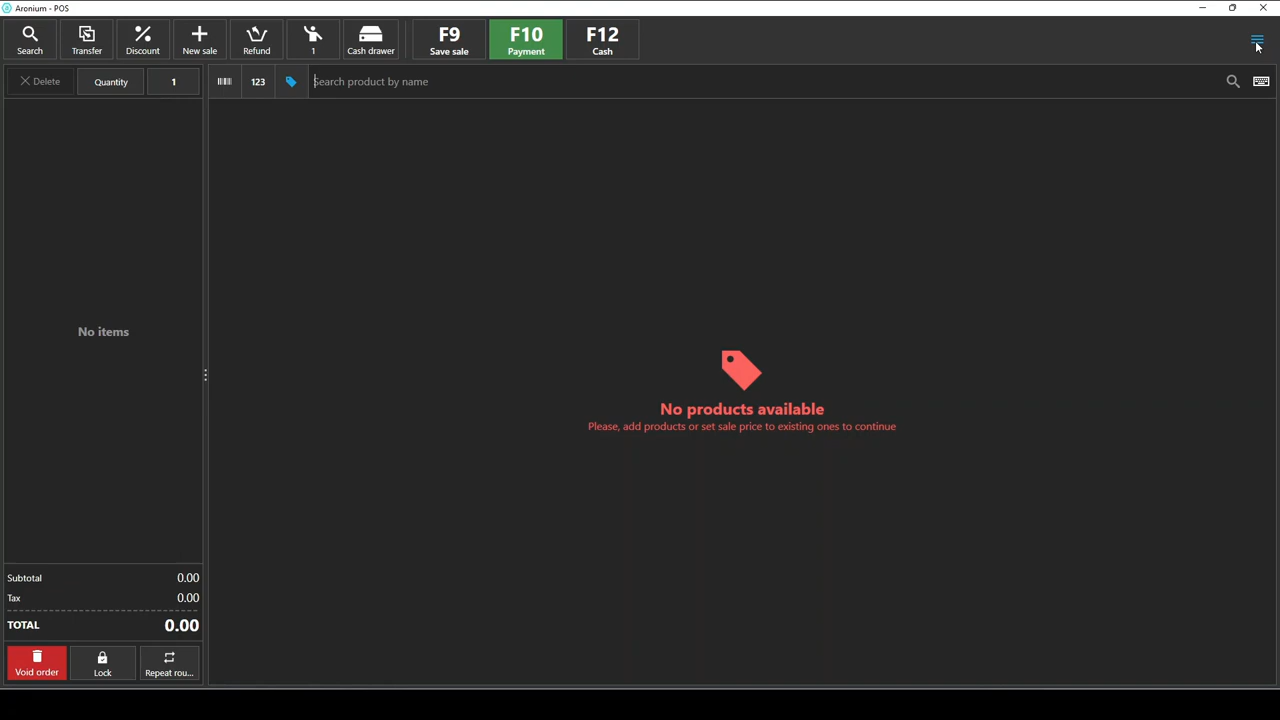 Aronium - POS
Search
Transfer
Discount
New sale
Refund
1
Cash drawer
F9
Save sale
F10
Payment
F12
Cash
Delete
Quantity
1
123
Search product by name
No items
No products available
Please, add products or set sale price to existing ones to continue
Subtotal 0.00
Tax 0.00
TOTAL 0.00
Void order
Lock
Repeat rou...